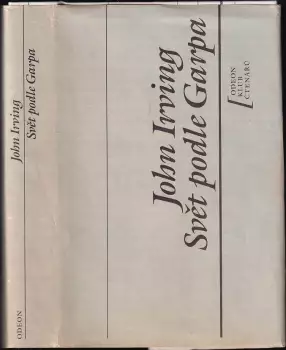 John Irving
Svět podle Garpa
ODEON
John Irving
Svět podle Garpa
ODEON
KLUB
ČTENÁŘŮ